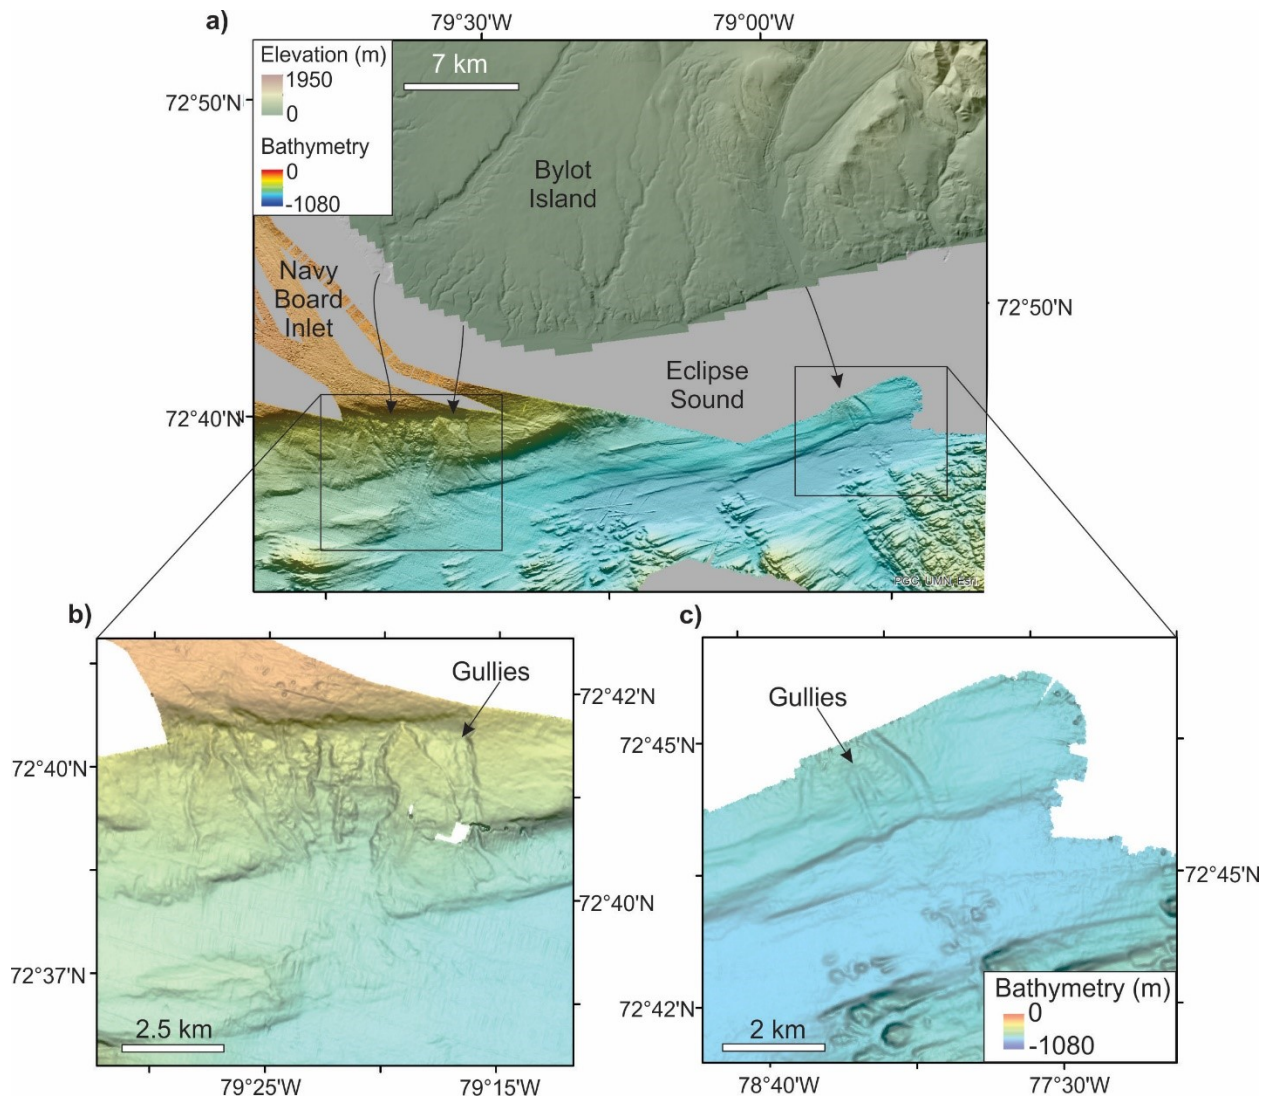 a)
79°30'W
79°00'W
Elevation (m)
1950
0
Bathymetry
0
-1080
7 km
72°50'N
Bylot
Island
Navy
Board
Inlet
72°50'N
Eclipse
Sound
72°40'N
PGC, UMN, Esri
b)
Gullies
72°42'N
72°40'N
72°40'N
72°37'N
2.5 km
79°25'W
79°15'W
c)
Gullies
72°45'N
72°45'N
72°42'N
2 km
Bathymetry (m)
0
-1080
78°40'W
77°30'W